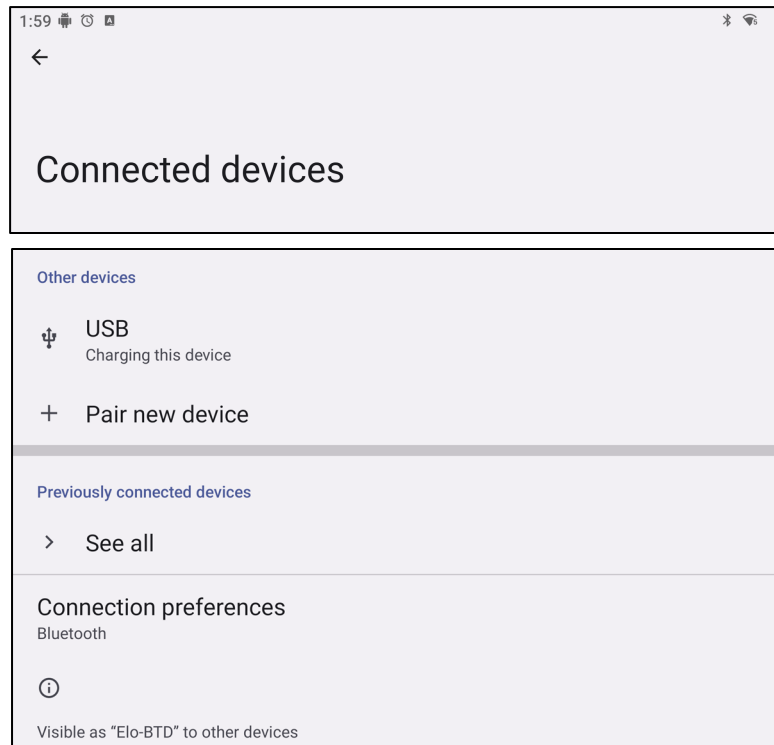 1:59
Connected devices
Other devices
USB
Charging this device
Pair new device
Previously connected devices
See all
Connection preferences
Bluetooth
Visible as “Elo-BTD” to other devices